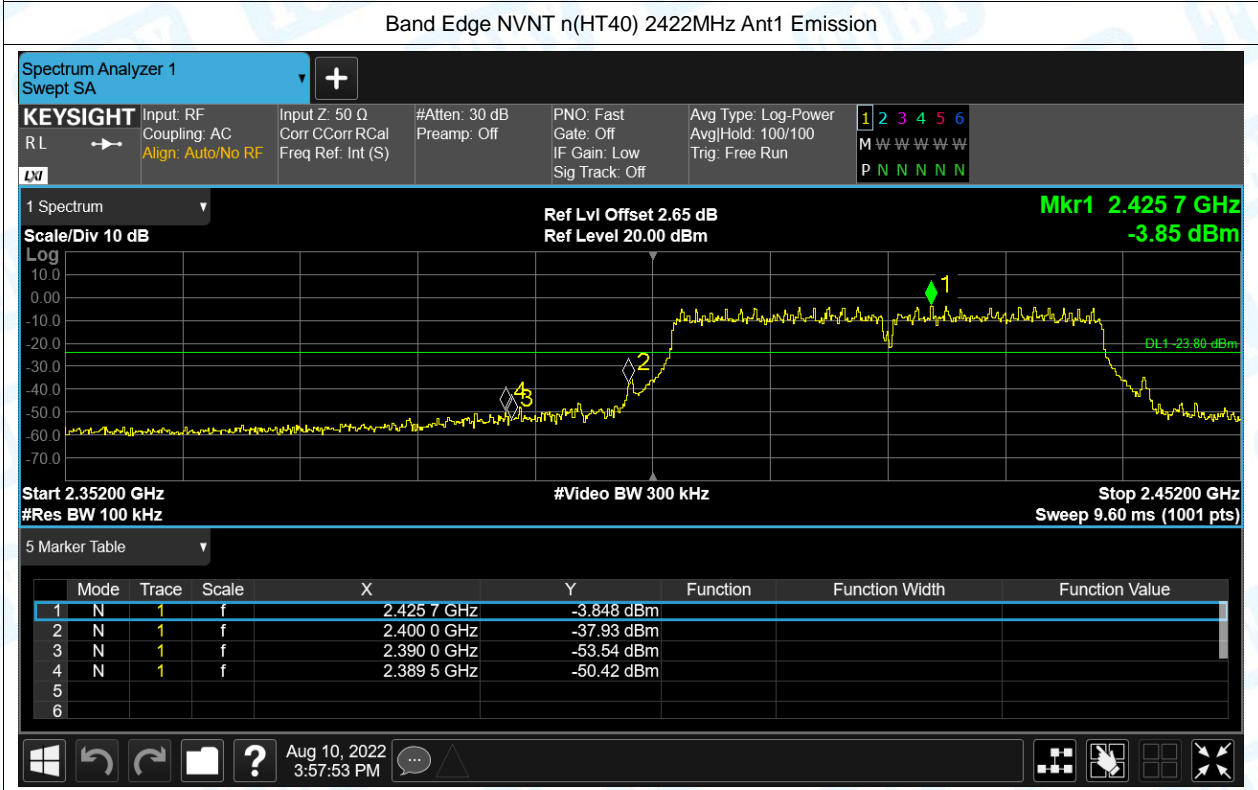 Band Edge NVNT n(HT40) 2422MHz Ant1 Emission
Spectrum Analyzer 1
Swept SA
KEYSIGHT
RL
LXI
Input: RF
Coupling: AC
Align: Auto/No RF
Input Z: 50 Ω
Corr CCorr RCal
Freq Ref: Int (S)
#Atten: 30 dB
Preamp: Off
PNO: Fast
Gate: Off
IF Gain: Low
Sig Track: Off
Avg Type: Log-Power
Avg|Hold: 100/100
Trig: Free Run
1 2 3 4 5 6
M W W W W W
P N N N N N
1 Spectrum
Scale/Div 10 dB
Ref Lvl Offset 2.65 dB
Ref Level 20.00 dBm
Mkr1 2.425 7 GHz
-3.85 dBm
Log
10.0
0.00
-10.0
-20.0
-30.0
-40.0
-50.0
-60.0
-70.0
1
2
4
3
DL1 -23.80 dBm
Start 2.35200 GHz
#Video BW 300 kHz
Stop 2.45200 GHz
#Res BW 100 kHz
Sweep 9.60 ms (1001 pts)
5 Marker Table
Mode Trace Scale X Y Function Function Width Function Value
1 N 1 f 2.425 7 GHz -3.848 dBm
2 N 1 f 2.400 0 GHz -37.93 dBm
3 N 1 f 2.390 0 GHz -53.54 dBm
4 N 1 f 2.389 5 GHz -50.42 dBm
5
6
?
Aug 10, 2022
3:57:53 PM